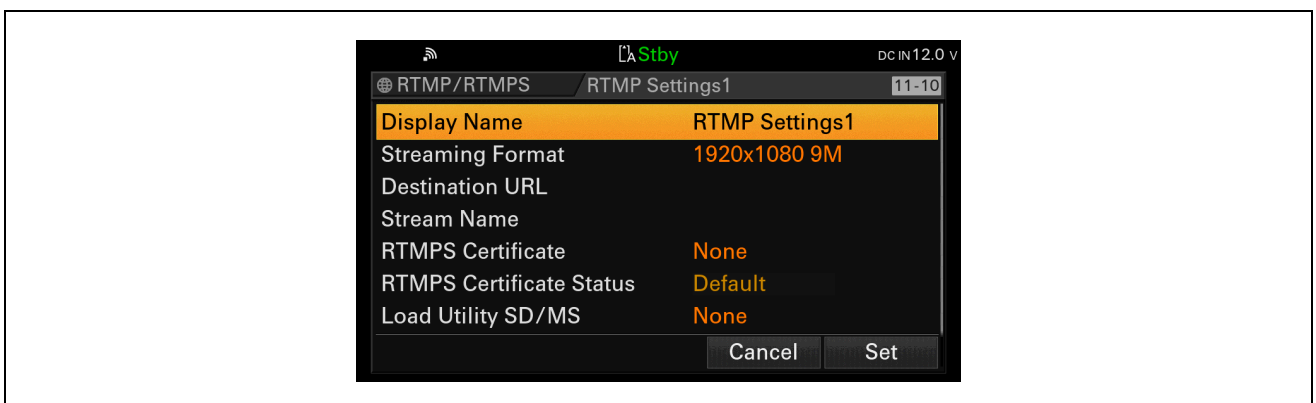 A Stby DC IN 12.0 V
RTMP/RTMPS RTMP Settings1 11-10
Display Name RTMP Settings1
Streaming Format 1920x1080 9M
Destination URL
Stream Name
RTMPS Certificate None
RTMPS Certificate Status Default
Load Utility SD/MS None
Cancel Set